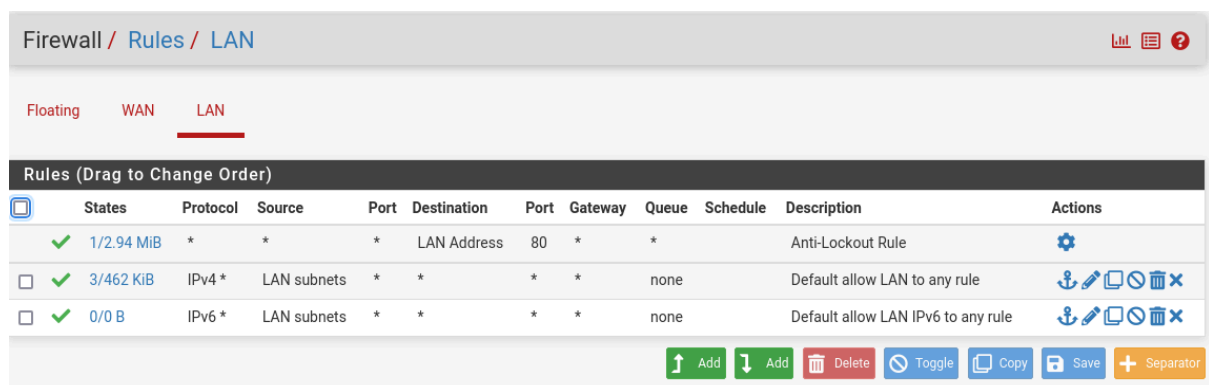 Firewall / Rules / LAN
Floating WAN LAN
Rules (Drag to Change Order)
States Protocol Source Port Destination Port Gateway Queue Schedule Description Actions
1/2.94 MiB * * * LAN Address 80 * * Anti-Lockout Rule
3/462 KiB IPv4 * LAN subnets * * * * none Default allow LAN to any rule
0/0 B IPv6 * LAN subnets * * * * none Default allow LAN IPv6 to any rule
Add Add Delete Toggle Copy Save Separator